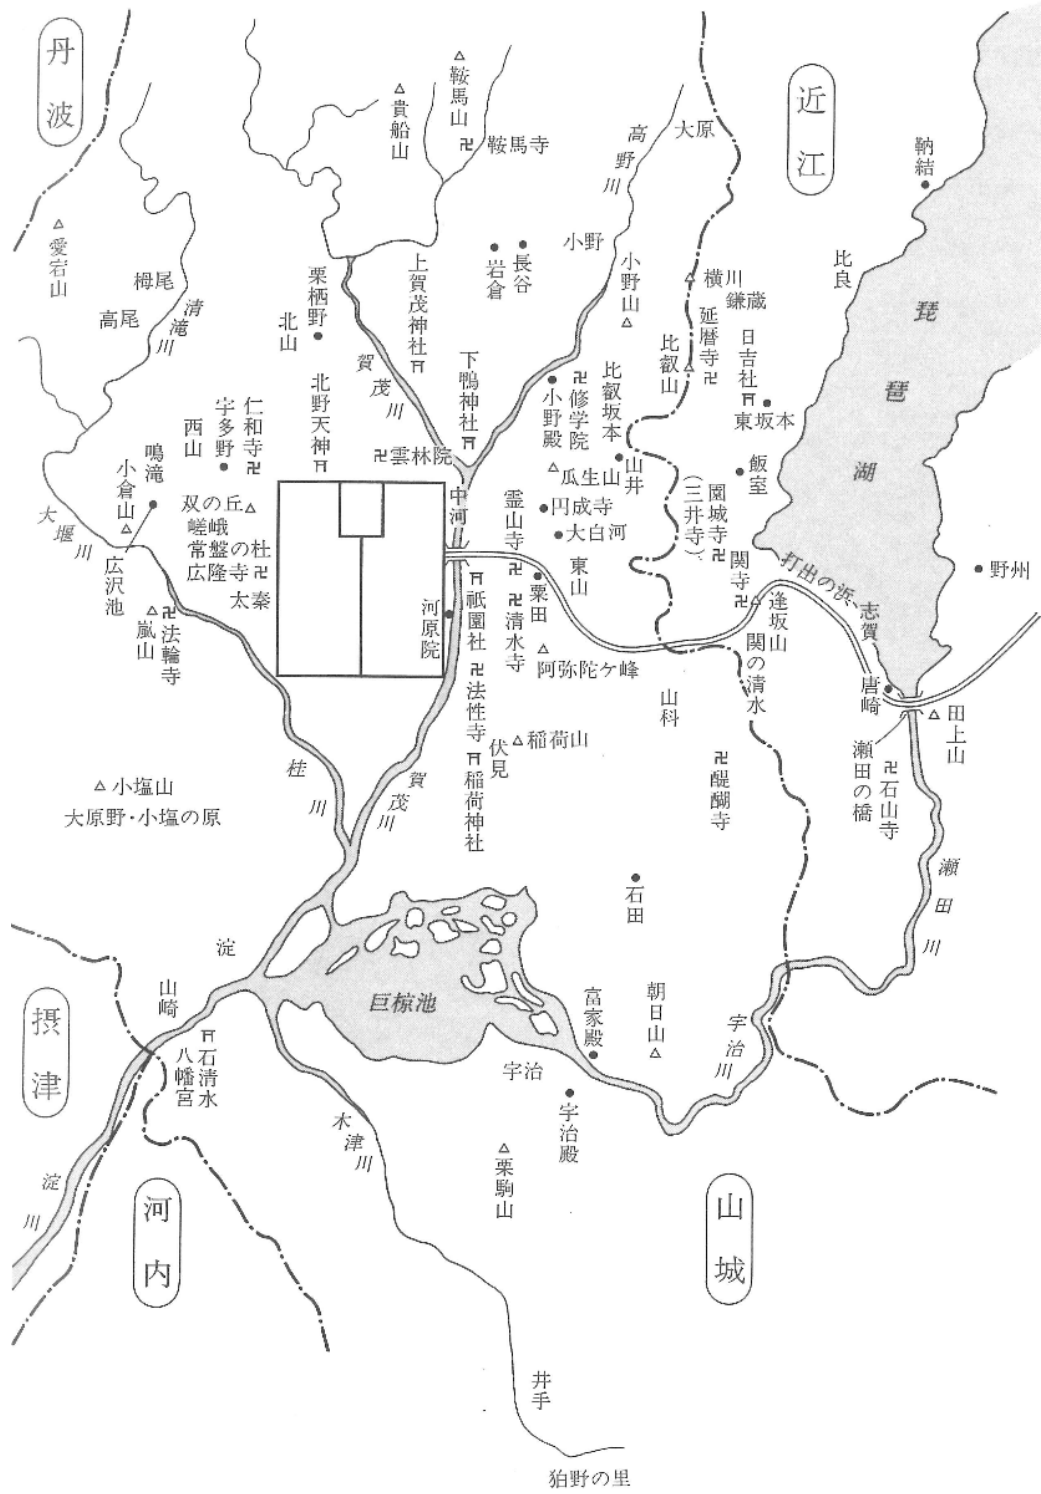 丹波
近江
摂津
河内
山城
△鞍馬山
△貴船山
卍鞍馬寺
高野川
大原
鞆結
比良
琵琶湖
△愛宕山
栂尾
高尾
清滝川
栗栖野
北山
上賀茂神社⛩
賀茂川
岩倉
長谷
小野
小野山△
横川
鎌蔵
延暦寺卍
比叡山
日吉社⛩
東坂本
下鴨神社⛩
小野殿
卍修学院
比叡坂本
北野天神⛩
仁和寺卍
宇多野
西山
鳴滝
小倉山△
卍雲林院
中河
△瓜生山
山井
飯室
園城寺卍
(三井寺)
大堰川
双の丘△
嵯峨
常盤の杜
広隆寺卍
太秦
広沢池
△嵐山
卍法輪寺
霊山寺卍
円成寺
大白河
東山
粟田
関寺卍
打出の浜
野州
逢坂山
志賀
河原院
⛩祇園社
卍清水寺
△阿弥陀ケ峰
関の清水
唐崎
△田上山
山科
卍法性寺
△稲荷山
伏見
⛩稲荷神社
卍醍醐寺
瀬田の橋
卍石山寺
桂川
賀茂川
△小塩山
大原野・小塩の原
石田
瀬田川
淀
山崎
巨椋池
富家殿
朝日山△
宇治川
⛩石清水
八幡宮
宇治
宇治殿
木津川
△栗駒山
淀川
井手
狛野の里